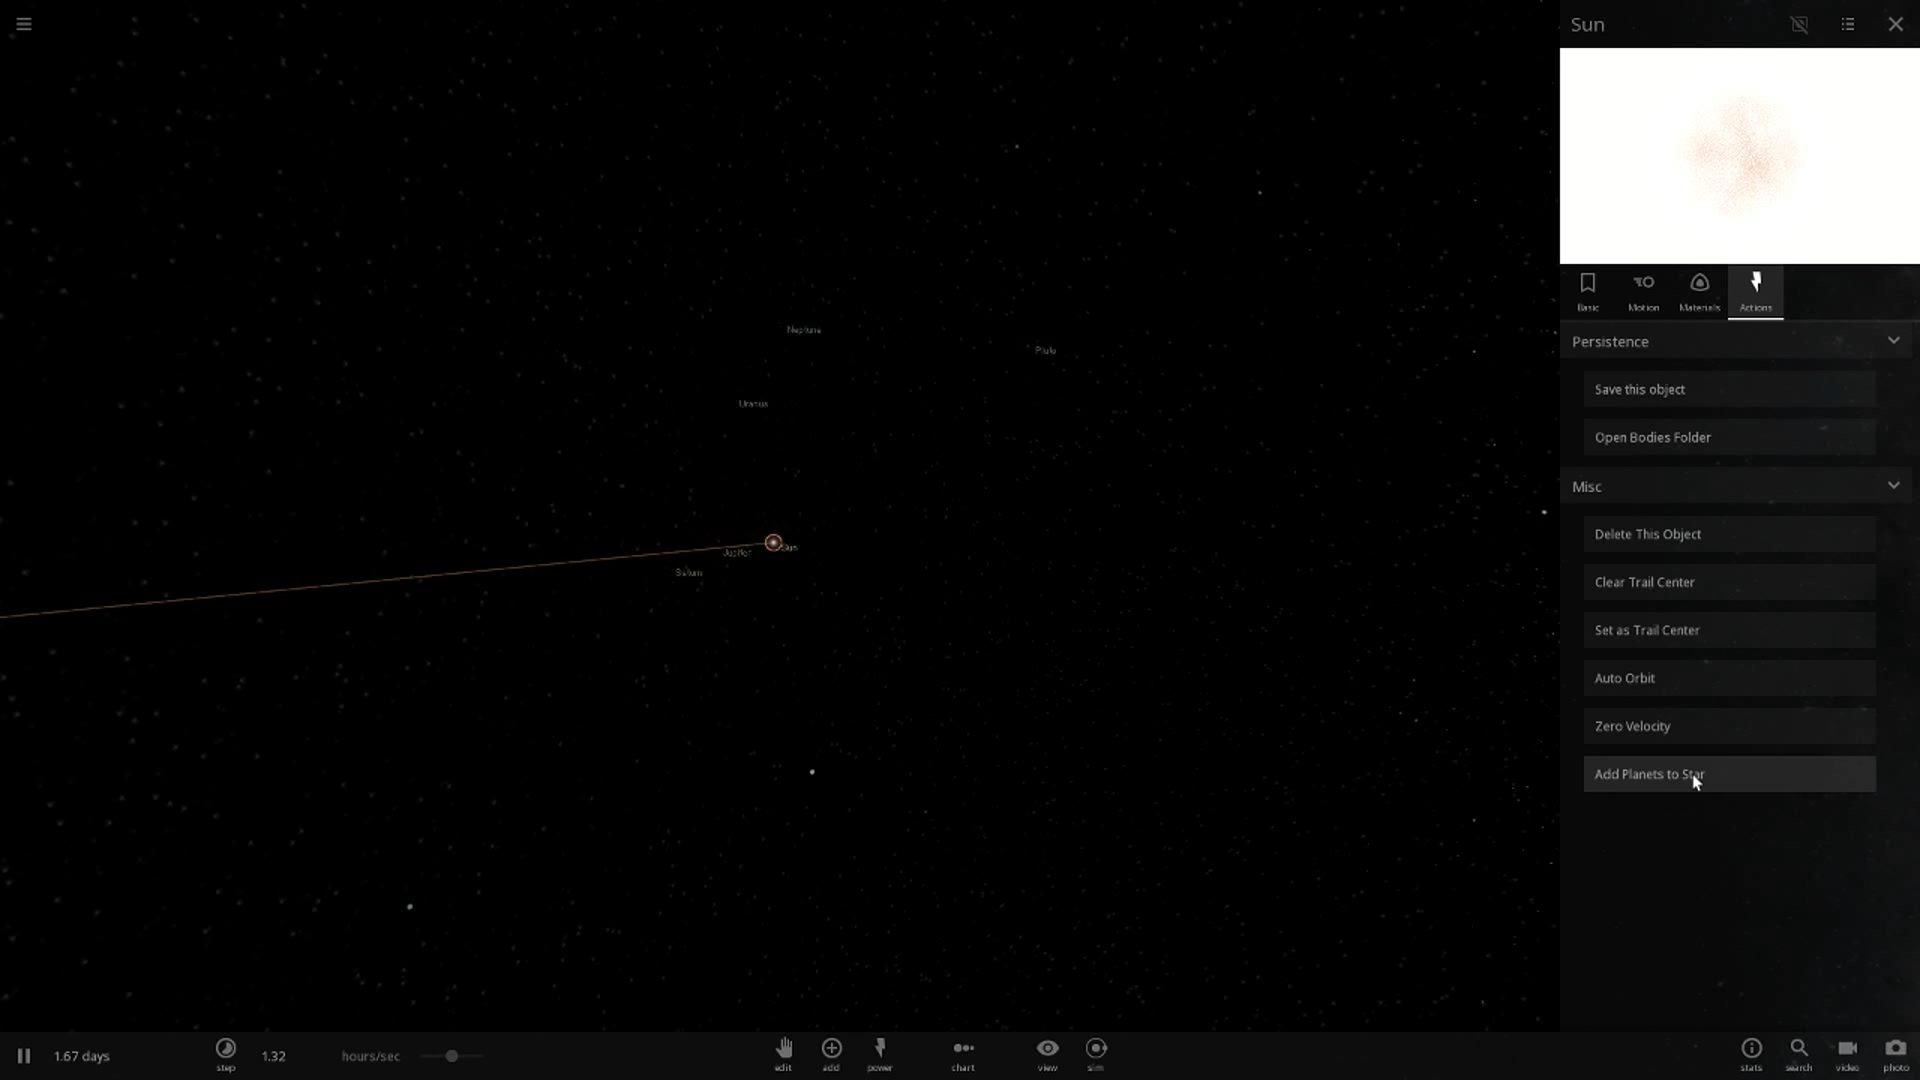 Sun
Neptune
Pluto
Uranus
Sun
Jupiter
Saturn
Basic
Motion
Materials
Actions
Persistence
Save this object
Open Bodies Folder
Misc
Delete This Object
Clear Trail Center
Set as Trail Center
Auto Orbit
Zero Velocity
Add Planets to Star
1.67 days
step
1.32
hours/sec
edit
add
power
chart
view
sim
stats
search
video
photo